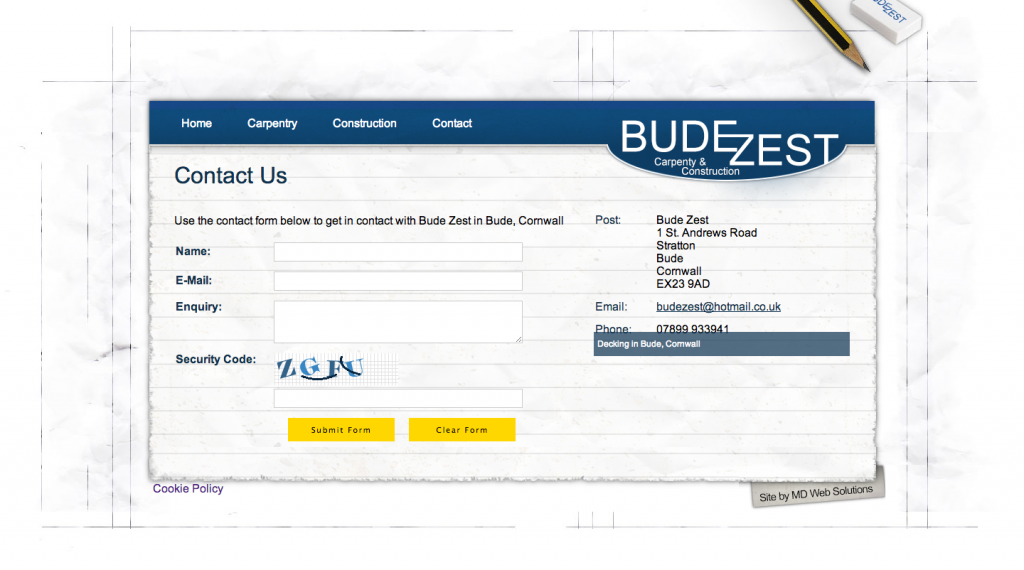 BUDEZEST
Home
Carpentry
Construction
Contact
BUDEZEST
Carpenty &
Construction
Contact Us
Use the contact form below to get in contact with Bude Zest in Bude, Cornwall
Name:
E-Mail:
Enquiry:
Security Code:
ZGFU
Submit Form
Clear Form
Post:
Bude Zest
1 St. Andrews Road
Stratton
Bude
Cornwall
EX23 9AD
Email:
budezest@hotmail.co.uk
Phone:
07899 933941
Decking in Bude, Cornwall
Cookie Policy
Site by MD Web Solutions